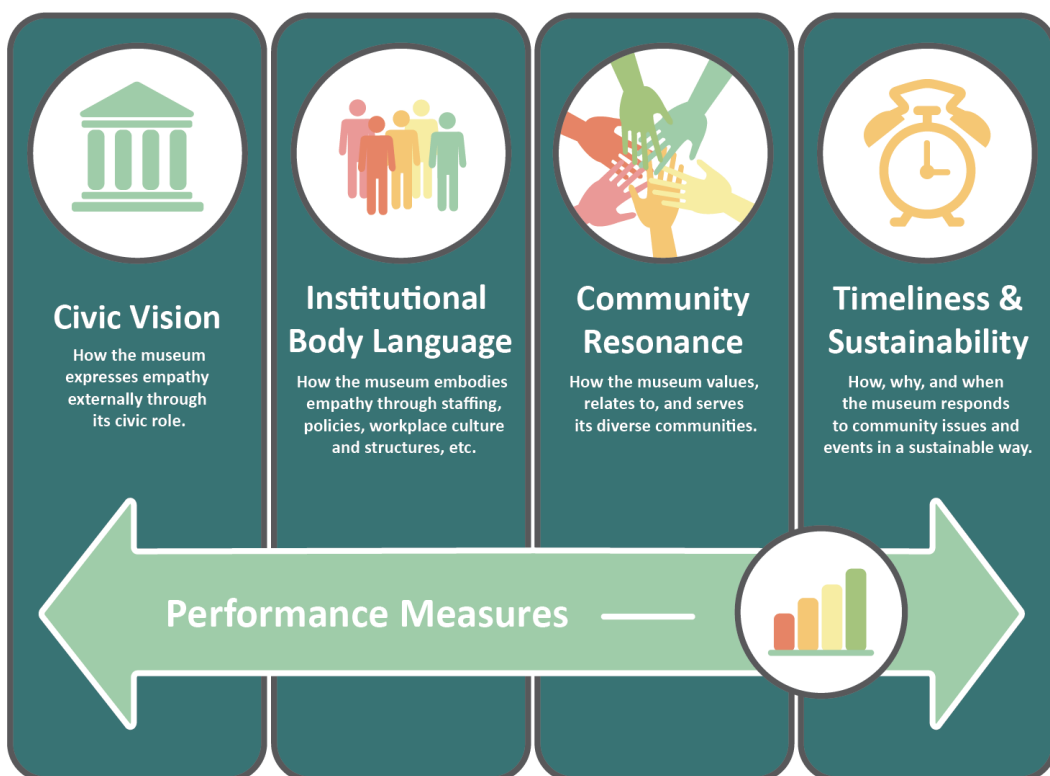 Civic Vision
How the museum
expresses empathy
externally through
its civic role.
Institutional
Body Language
How the museum embodies
empathy through staffing,
policies, workplace culture
and structures, etc.
Community
Resonance
How the museum values,
relates to, and serves
its diverse communities.
Timeliness &
Sustainability
How, why, and when
the museum responds
to community issues and
events in a sustainable way.
Performance Measures